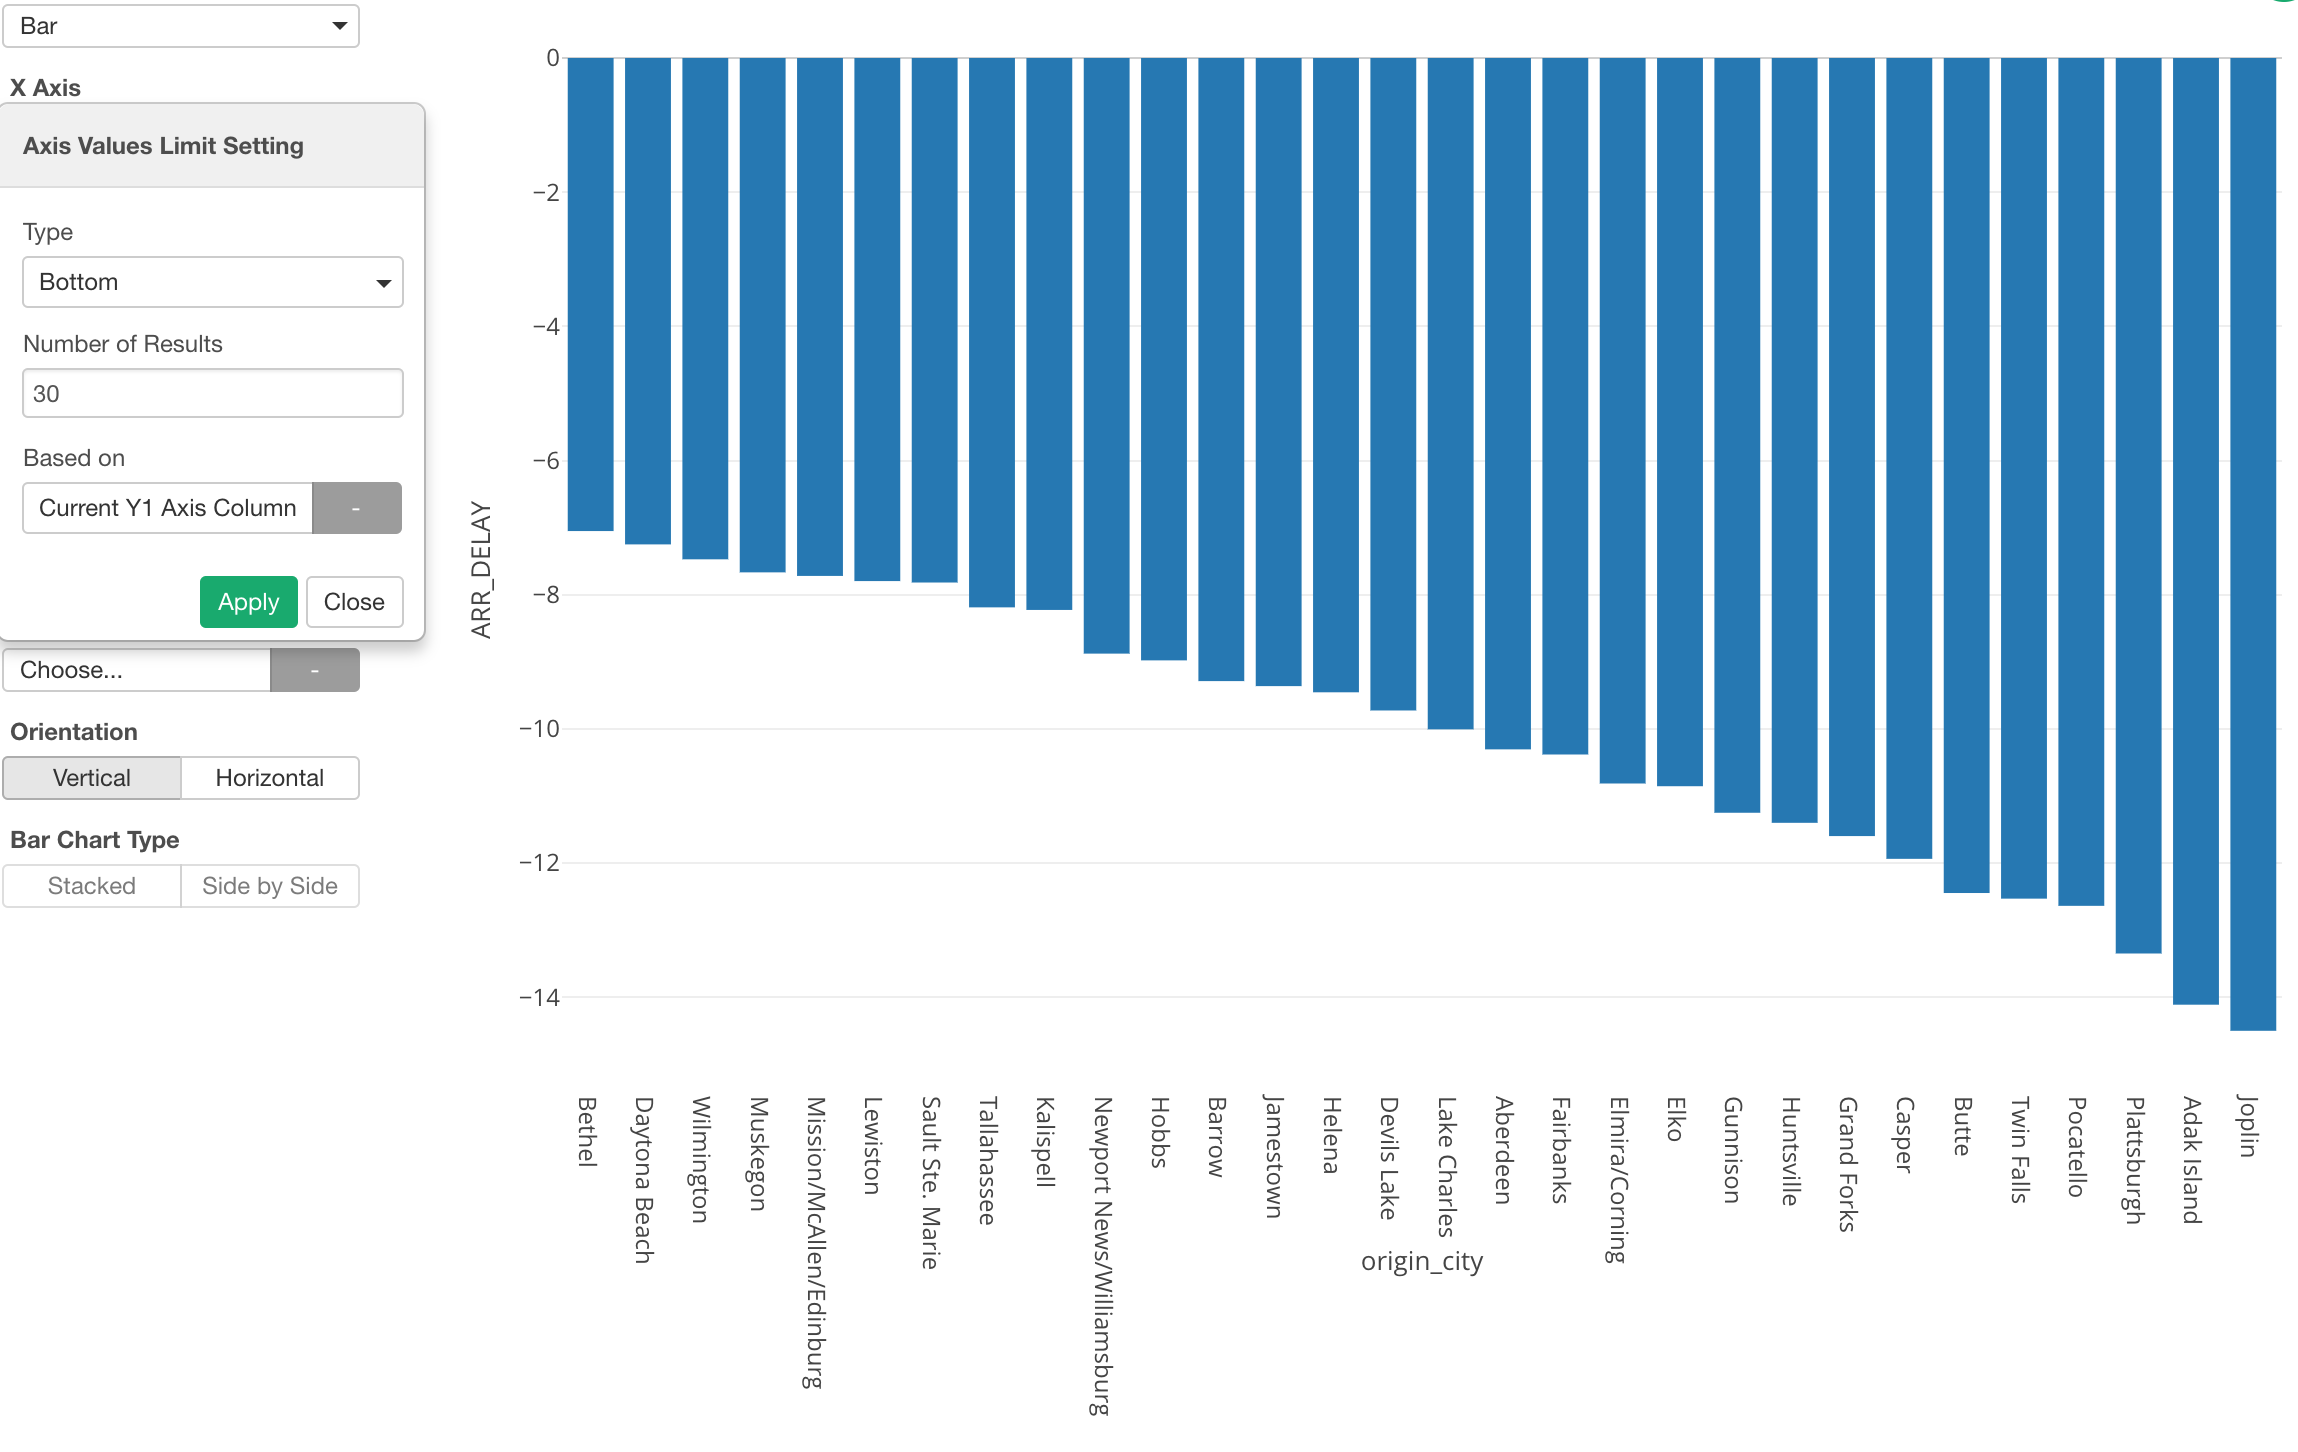 Bar
X Axis
Axis Values Limit Setting
Type
Bottom
Number of Results
30
Based on
Current Y1 Axis Column -
Apply Close
Choose... -
Orientation
Vertical Horizontal
Bar Chart Type
Stacked Side by Side
ARR_DELAY
0
−2
−4
−6
−8
−10
−12
−14
Bethel
Daytona Beach
Wilmington
Muskegon
Mission/McAllen/Edinburg
Lewiston
Sault Ste. Marie
Tallahassee
Kalispell
Newport News/Williamsburg
Hobbs
Barrow
Jamestown
Helena
Devils Lake
Lake Charles
Aberdeen
Fairbanks
Elmira/Corning
Elko
Gunnison
Huntsville
Grand Forks
Casper
Butte
Twin Falls
Pocatello
Plattsburgh
Adak Island
Joplin
origin_city